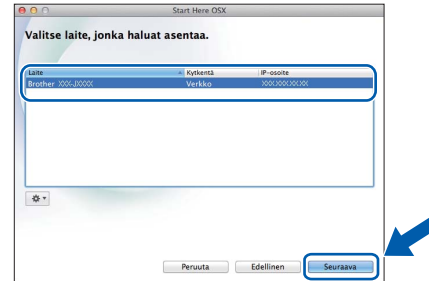 Start Here OSX
Valitse laite, jonka haluat asentaa.
Laite Kytkentä IP-osoite
Brother XXX-JXXXX Verkko XXX.XXX.XX.XX
Peruuta Edellinen Seuraava